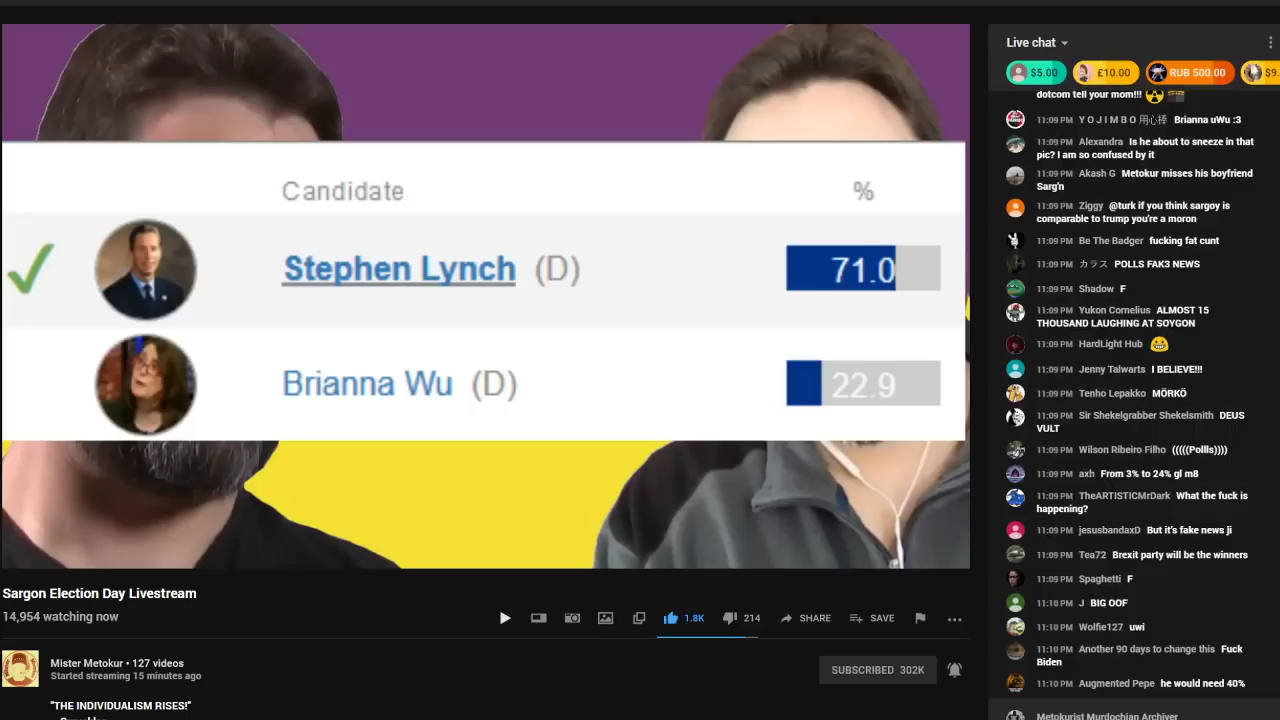 Candidate
%
Stephen Lynch (D)
71.0
Brianna Wu (D)
22.9
Sargon Election Day Livestream
14,954 watching now
1.8K
214
SHARE
SAVE
Mister Metokur • 127 videos
Started streaming 15 minutes ago
SUBSCRIBED 302K
"THE INDIVIDUALISM RISES!"
Live chat
$5.00
£10.00
RUB 500.00
$9.
dotcom tell your mom!!!
11:09 PM Y O J I M B O 用心棒 Brianna uWu :3
11:09 PM Alexandra Is he about to sneeze in that
pic? I am so confused by it
11:09 PM Akash G Metokur misses his boyfriend
Sarg'n
11:09 PM Ziggy @turk if you think sargoy is
comparable to trump you're a moron
11:09 PM Be The Badger fucking fat cunt
11:09 PM カラス POLLS FAK3 NEWS
11:09 PM Shadow F
11:09 PM Yukon Cornelius ALMOST 15
THOUSAND LAUGHING AT SOYGON
11:09 PM HardLight Hub
11:09 PM Jenny Talwarts I BELIEVE!!!
11:09 PM Tenho Lepakko MÖRKÖ
11:09 PM Sir Shekelgrabber Shekelsmith DEUS
VULT
11:09 PM Wilson Ribeiro Filho (((((Pollls))))
11:09 PM axh From 3% to 24% gl m8
11:09 PM TheARTISTICMrDark What the fuck is
happening?
11:09 PM jesusbandaxD But it's fake news ji
11:09 PM Tea72 Brexit party will be the winners
11:09 PM Spaghetti F
11:10 PM J BIG OOF
11:10 PM Wolfie127 uwi
11:10 PM Another 90 days to change this Fuck
Biden
11:10 PM Augmented Pepe he would need 40%
Metokurist Murdochian Archiver